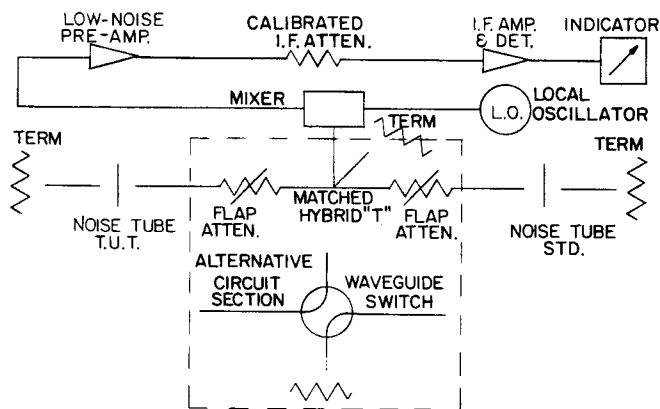 LOW-NOISE
PRE-AMP.
CALIBRATED
I.F. ATTEN.
I.F. AMP.
& DET.
INDICATOR
MIXER
L.O.
LOCAL
OSCILLATOR
TERM
TERM
TERM
NOISE TUBE
T.U.T.
FLAP
ATTEN.
MATCHED
HYBRID "T"
FLAP
ATTEN.
NOISE TUBE
STD.
ALTERNATIVE
CIRCUIT
SECTION
WAVEGUIDE
SWITCH